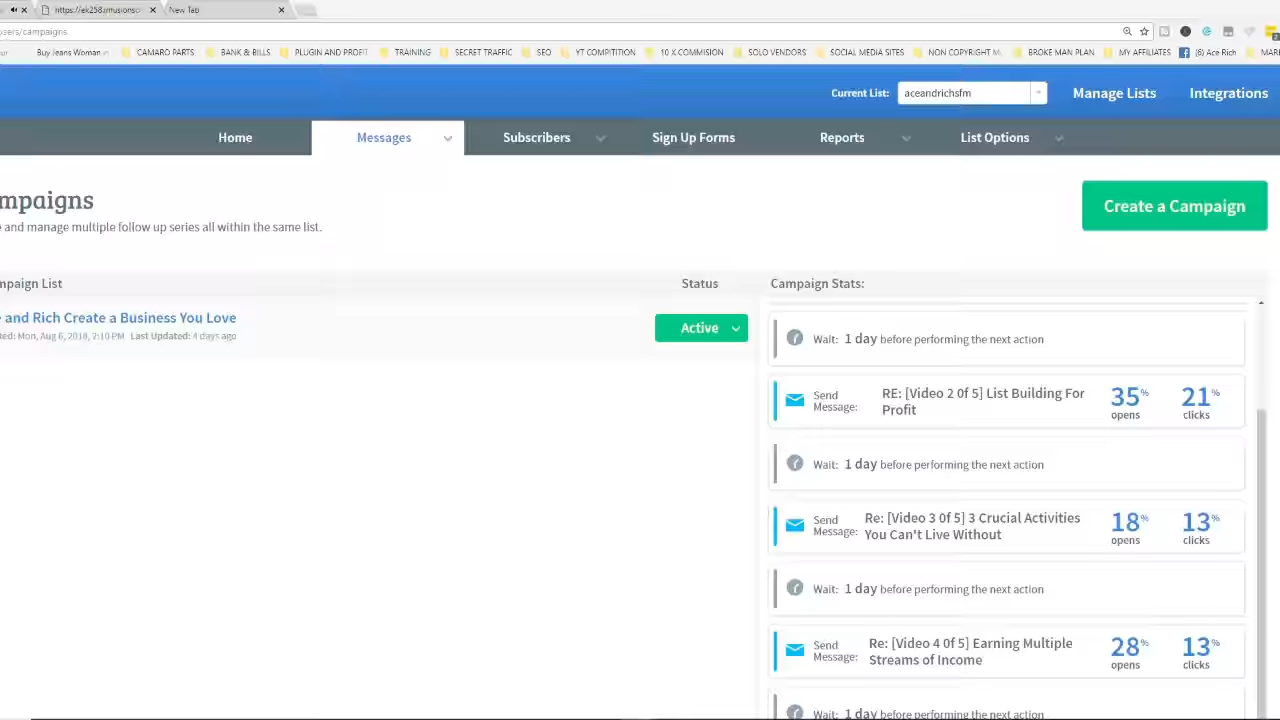 https://ek258.
New Tab
sers/campaigns
our
Buy Jeans Woman
CAMARO PARTS
BANK & BILLS
PLUGIN AND PROFIT
TRAINING
SECRET TRAFFIC
SEO
YT COMPITITION
10 X COMMISION
SOLO VENDORS
SOCIAL MEDIA SITES
NON COPYRIGHT M
BROKE MAN PLAN
MY AFFILIATES
(6) Ace Rich
MAR
Current List:
aceandrichsfm
Manage Lists
Integrations
Home
Messages
Subscribers
Sign Up Forms
Reports
List Options
mpaigns
e and manage multiple follow up series all within the same list.
Create a Campaign
mpaign List
Status
Campaign Stats:
e and Rich Create a Business You Love
ted: Mon, Aug 6, 2018, 2:10 PM Last Updated: 4 days ago
Active
Wait: 1 day before performing the next action
Send Message:
RE: [Video 2 0f 5] List Building For
Profit
35% opens
21% clicks
Wait: 1 day before performing the next action
Send Message:
Re: [Video 3 0f 5] 3 Crucial Activities
You Can't Live Without
18% opens
13% clicks
Wait: 1 day before performing the next action
Send Message:
Re: [Video 4 0f 5] Earning Multiple
Streams of Income
28% opens
13% clicks
Wait: 1 day before performing the next action